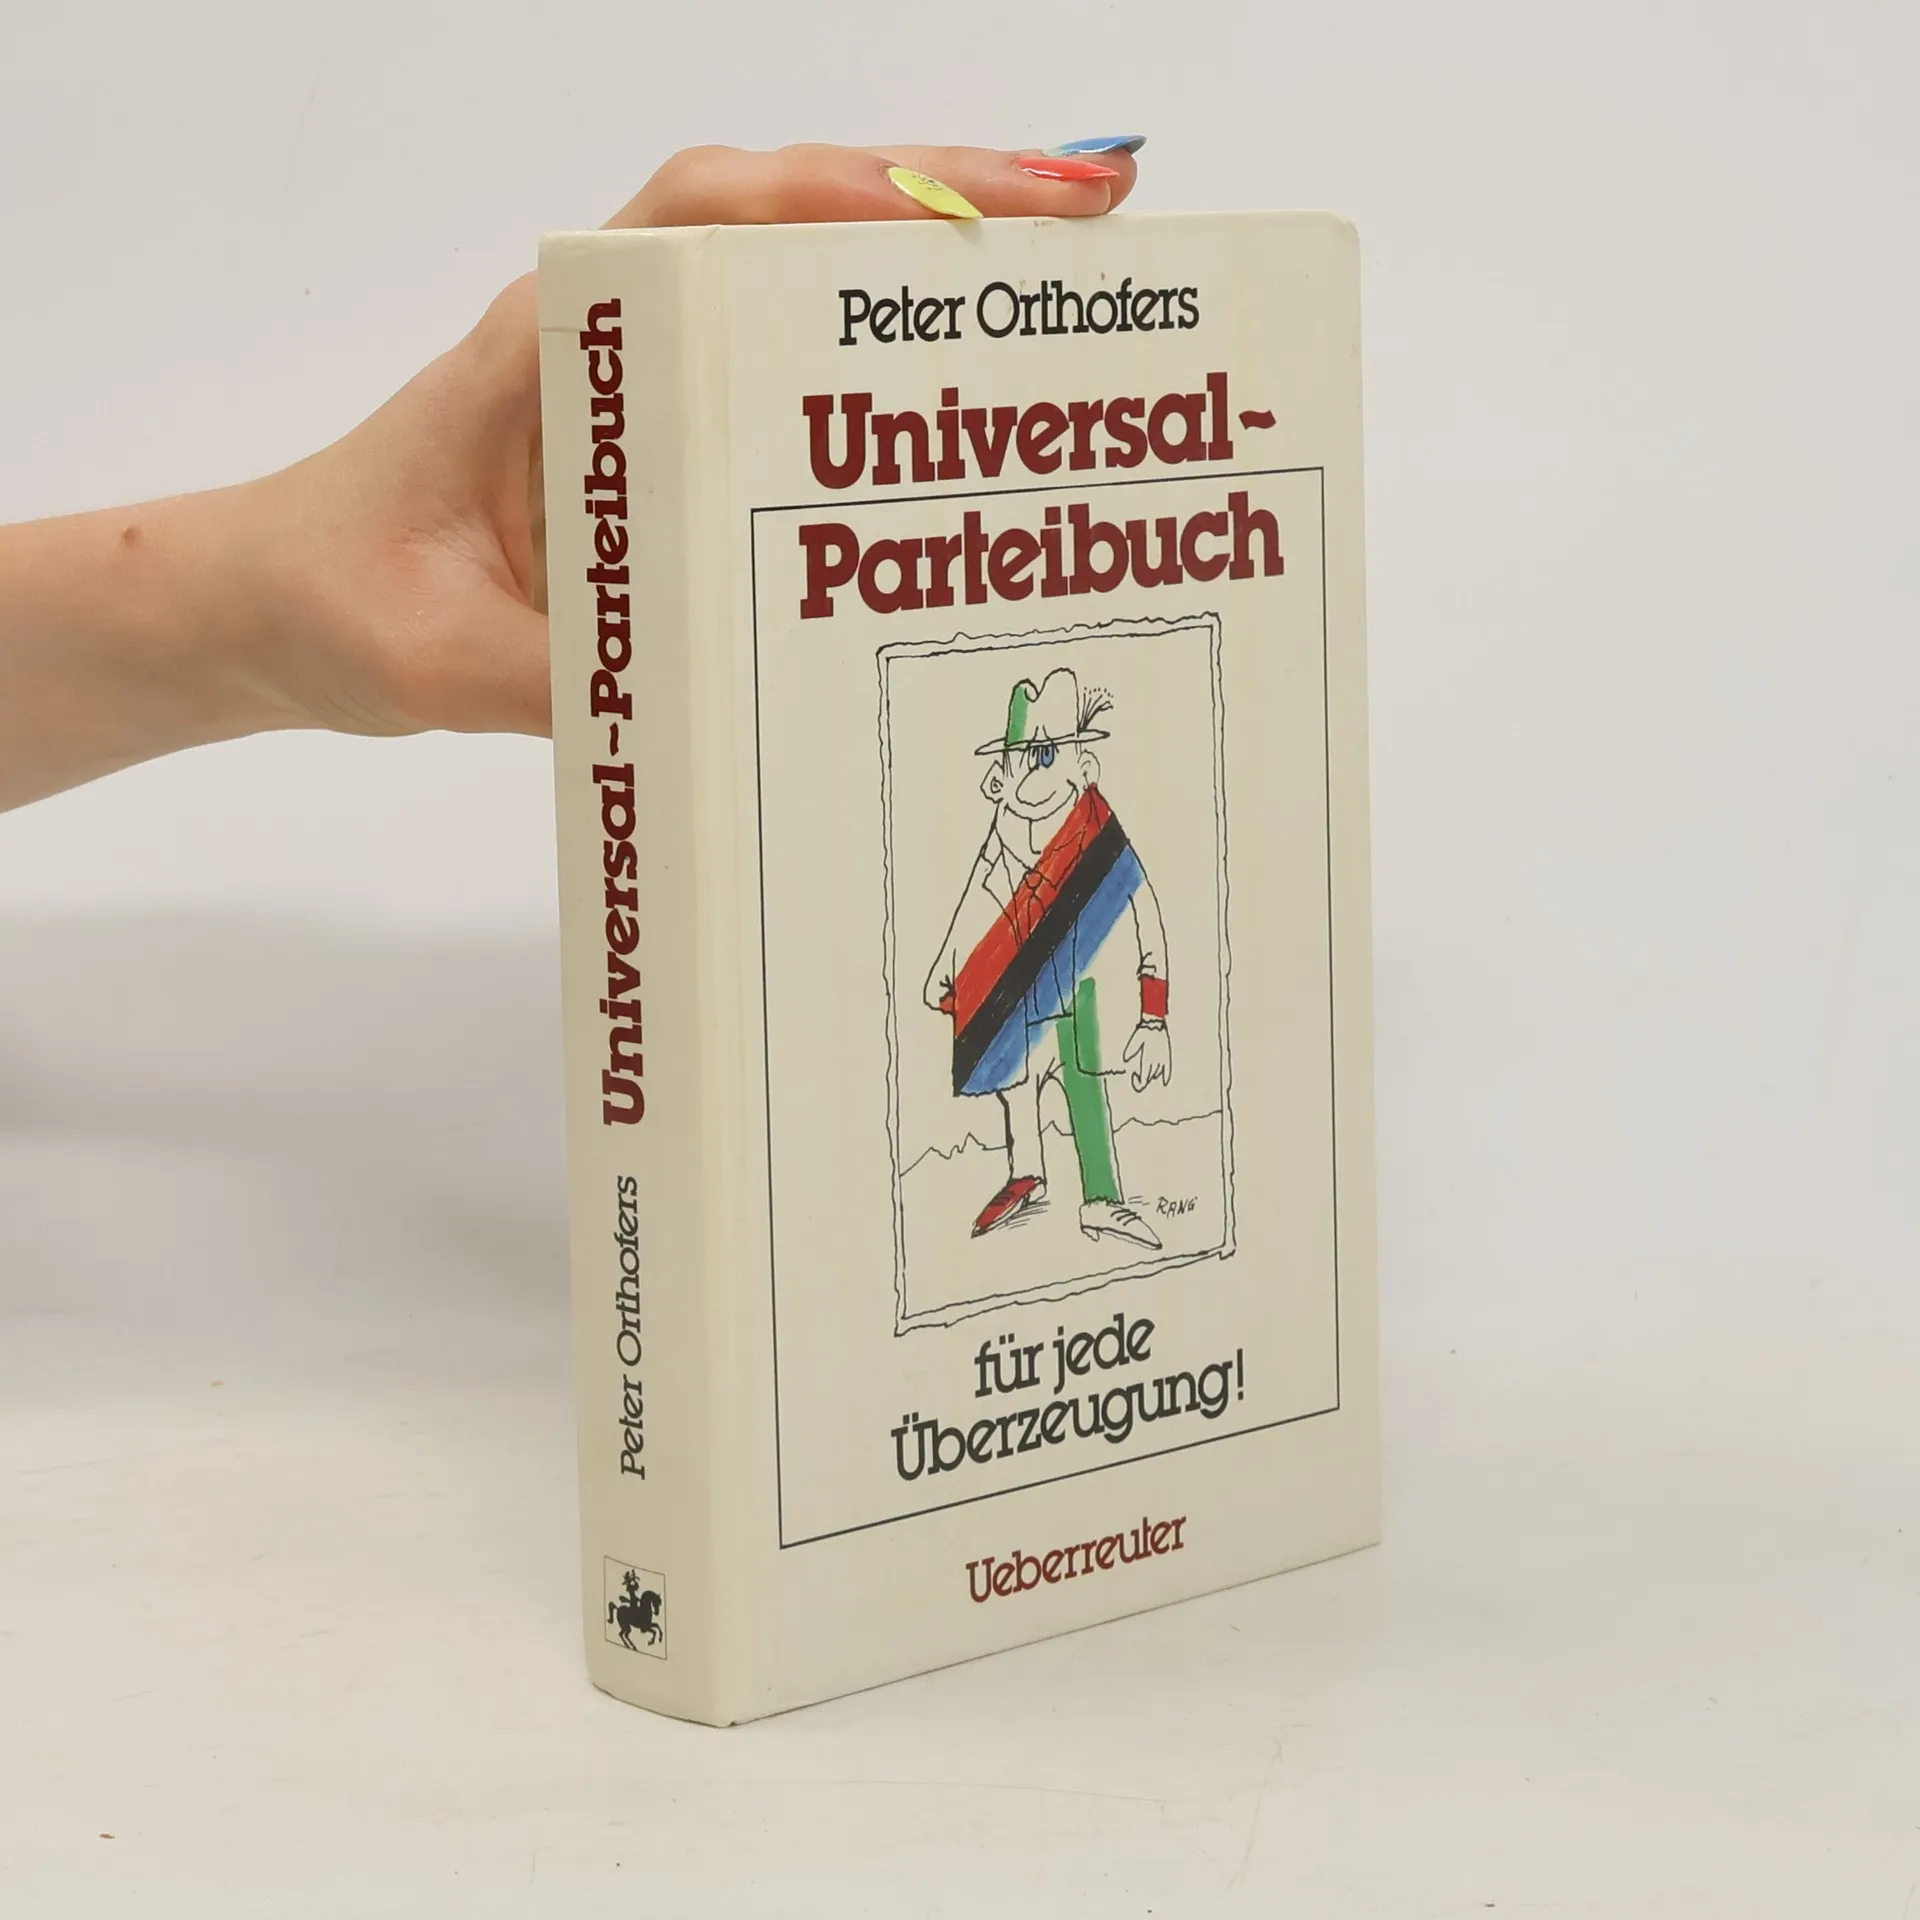 Peter Orthofers
Universal-
Parteibuch
RANG
für jede
Überzeugung!
Ueberreuter
Peter Orthofers Universal-Parteibuch